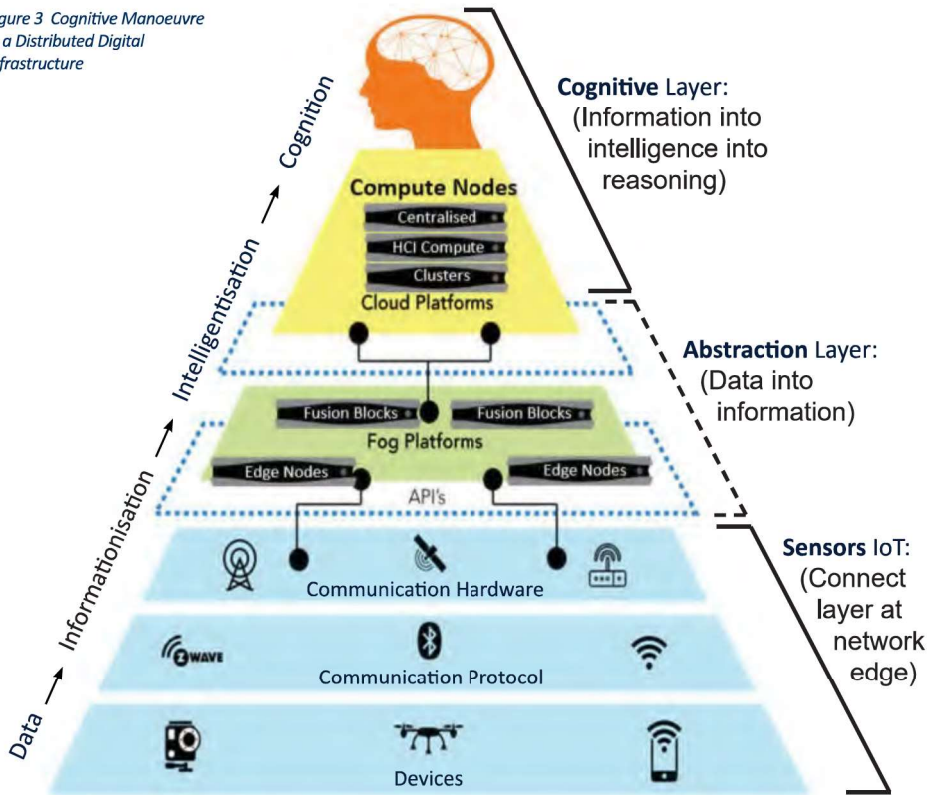 gure 3 Cognitive Manoeuvre
a Distributed Digital
frastructure
Cognition
Intelligentisation
Informationisation
Data
Cognitive Layer:
(Information into
intelligence into
reasoning)
Compute Nodes
Centralised
HCI Compute
Clusters
Cloud Platforms
Abstraction Layer:
(Data into
information)
Fusion Blocks
Fusion Blocks
Fog Platforms
Edge Nodes
Edge Nodes
API's
Sensors IoT:
(Connect
layer at
network
edge)
Communication Hardware
Z WAVE
Communication Protocol
Devices